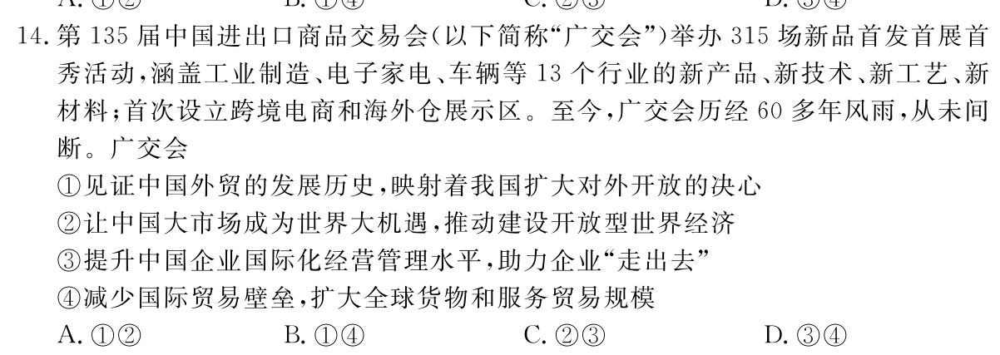 A. ①② B. ①④ C. ②③ D. ③④
14. 第 135 届中国进出口商品交易会(以下简称“广交会”)举办 315 场新品首发首展首
秀活动,涵盖工业制造、电子家电、车辆等 13 个行业的新产品、新技术、新工艺、新
材料;首次设立跨境电商和海外仓展示区。至今,广交会历经 60 多年风雨,从未间
断。广交会
①见证中国外贸的发展历史,映射着我国扩大对外开放的决心
②让中国大市场成为世界大机遇,推动建设开放型世界经济
③提升中国企业国际化经营管理水平,助力企业“走出去”
④减少国际贸易壁垒,扩大全球货物和服务贸易规模
A. ①② B. ①④ C. ②③ D. ③④